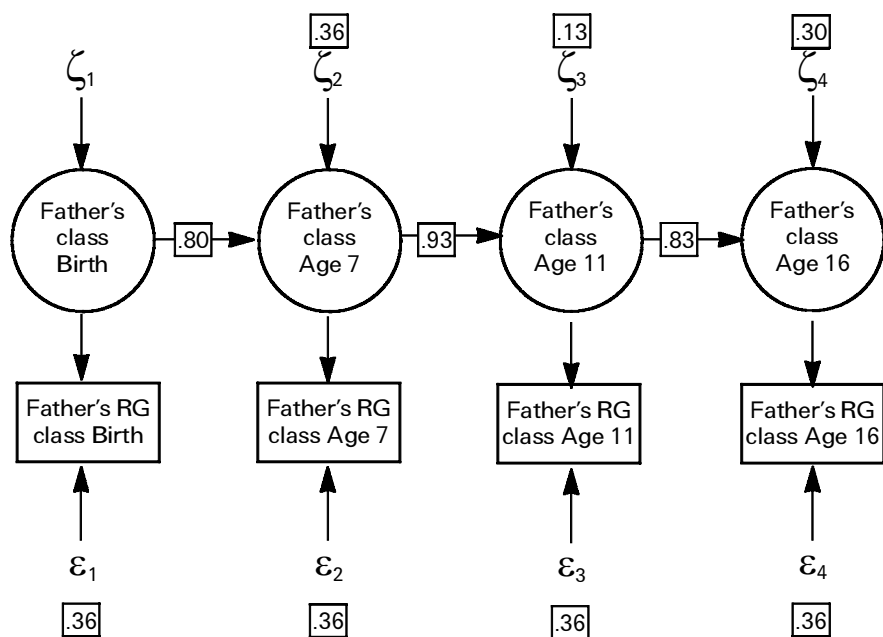 .36 .13 .30
ζ1 ζ2 ζ3 ζ4
Father's
class
Birth
.80
Father's
class
Age 7
.93
Father's
class
Age 11
.83
Father's
class
Age 16
Father's RG
class Birth
Father's RG
class Age 7
Father's RG
class Age 11
Father's RG
class Age 16
ε1 ε2 ε3 ε4
.36 .36 .36 .36